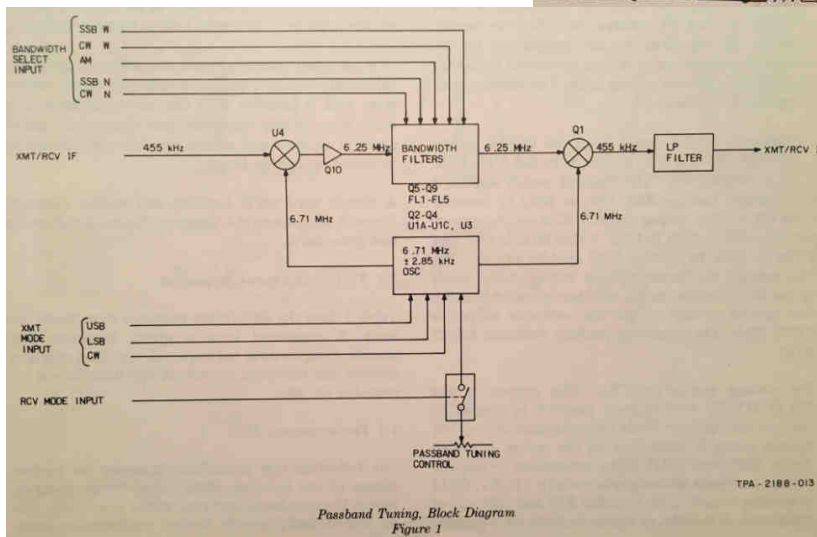 SSB W
CW W
AM
SSB N
CW N
BANDWIDTH
SELECT
INPUT
U4
Q1
XMT/RCV IF
455 kHz
Q10
6.25 MHz
BANDWIDTH
FILTERS
6.25 MHz
455 kHz
LP
FILTER
XMT/RCV
Q5-Q9
FL1-FL5
Q2-Q4
U1A-U1C, U3
6.71 MHz
6.71 MHz
6.71 MHz
± 2.85 kHz
OSC
XMT
MODE
INPUT
USB
LSB
CW
RCV MODE INPUT
PASSBAND TUNING
CONTROL
TPA-2188-013
Passband Tuning, Block Diagram
Figure 1